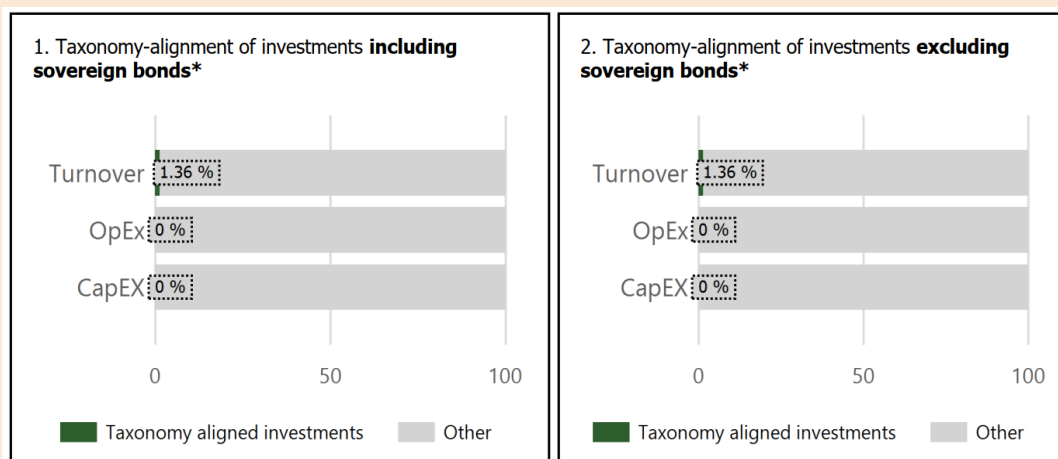 1. Taxonomy-alignment of investments including
sovereign bonds*
Turnover 1.36 %
OpEx 0 %
CapEX 0 %
0 50 100
Taxonomy aligned investments Other
2. Taxonomy-alignment of investments excluding
sovereign bonds*
Turnover 1.36 %
OpEx 0 %
CapEX 0 %
0 50 100
Taxonomy aligned investments Other